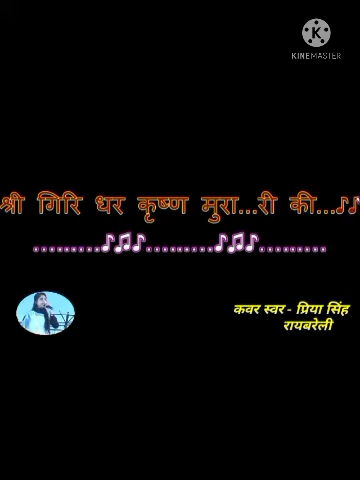 K
KINEMASTER
श्री गिरि धर कृष्ण मुरा...री की...♪♪
.........♪♫♪.........♪♫♪.........
कवर स्वर - प्रिया सिंह
रायबरेली